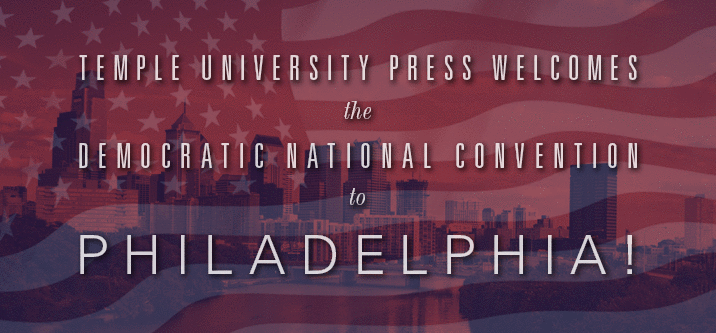 TEMPLE UNIVERSITY PRESS WELCOMES
the
DEMOCRATIC NATIONAL CONVENTION
to
PHILADELPHIA!